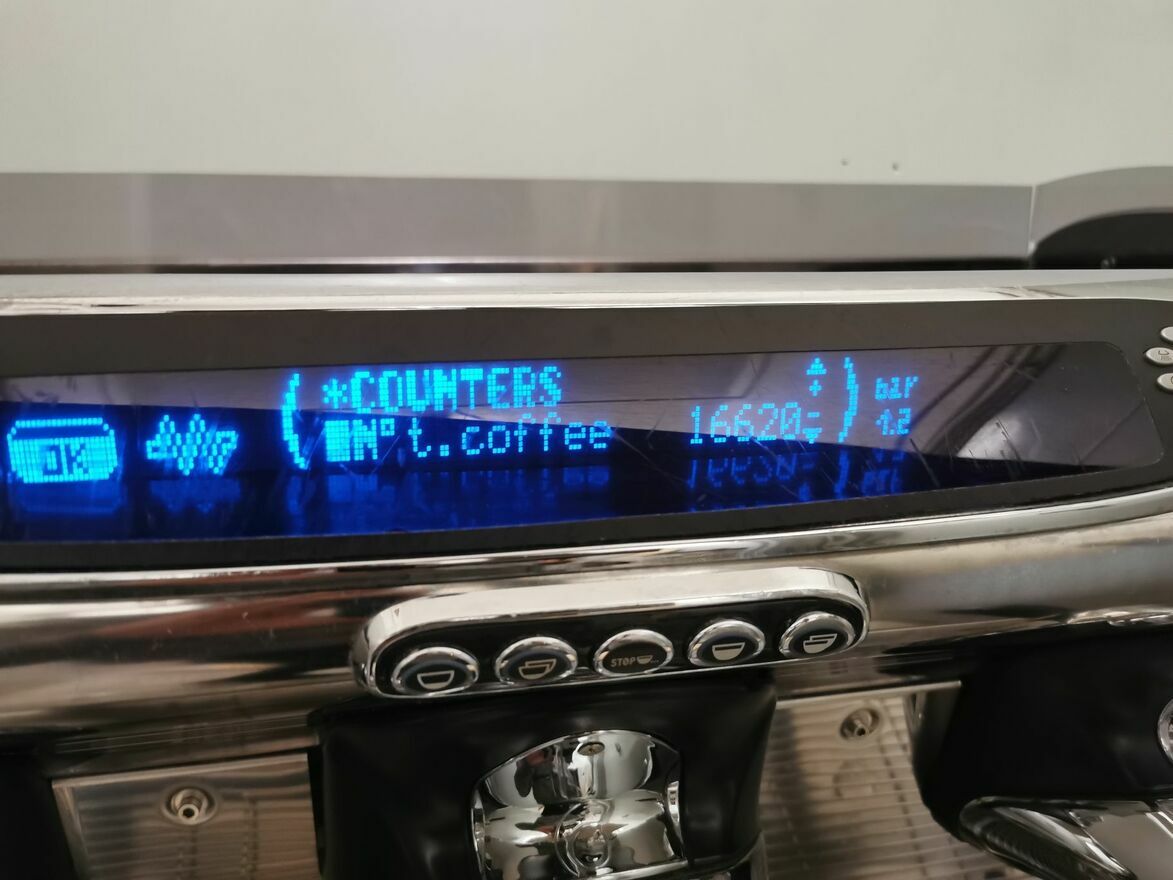 *COUNTERS
N° t.coffee 16620
bar
1.2
STOP